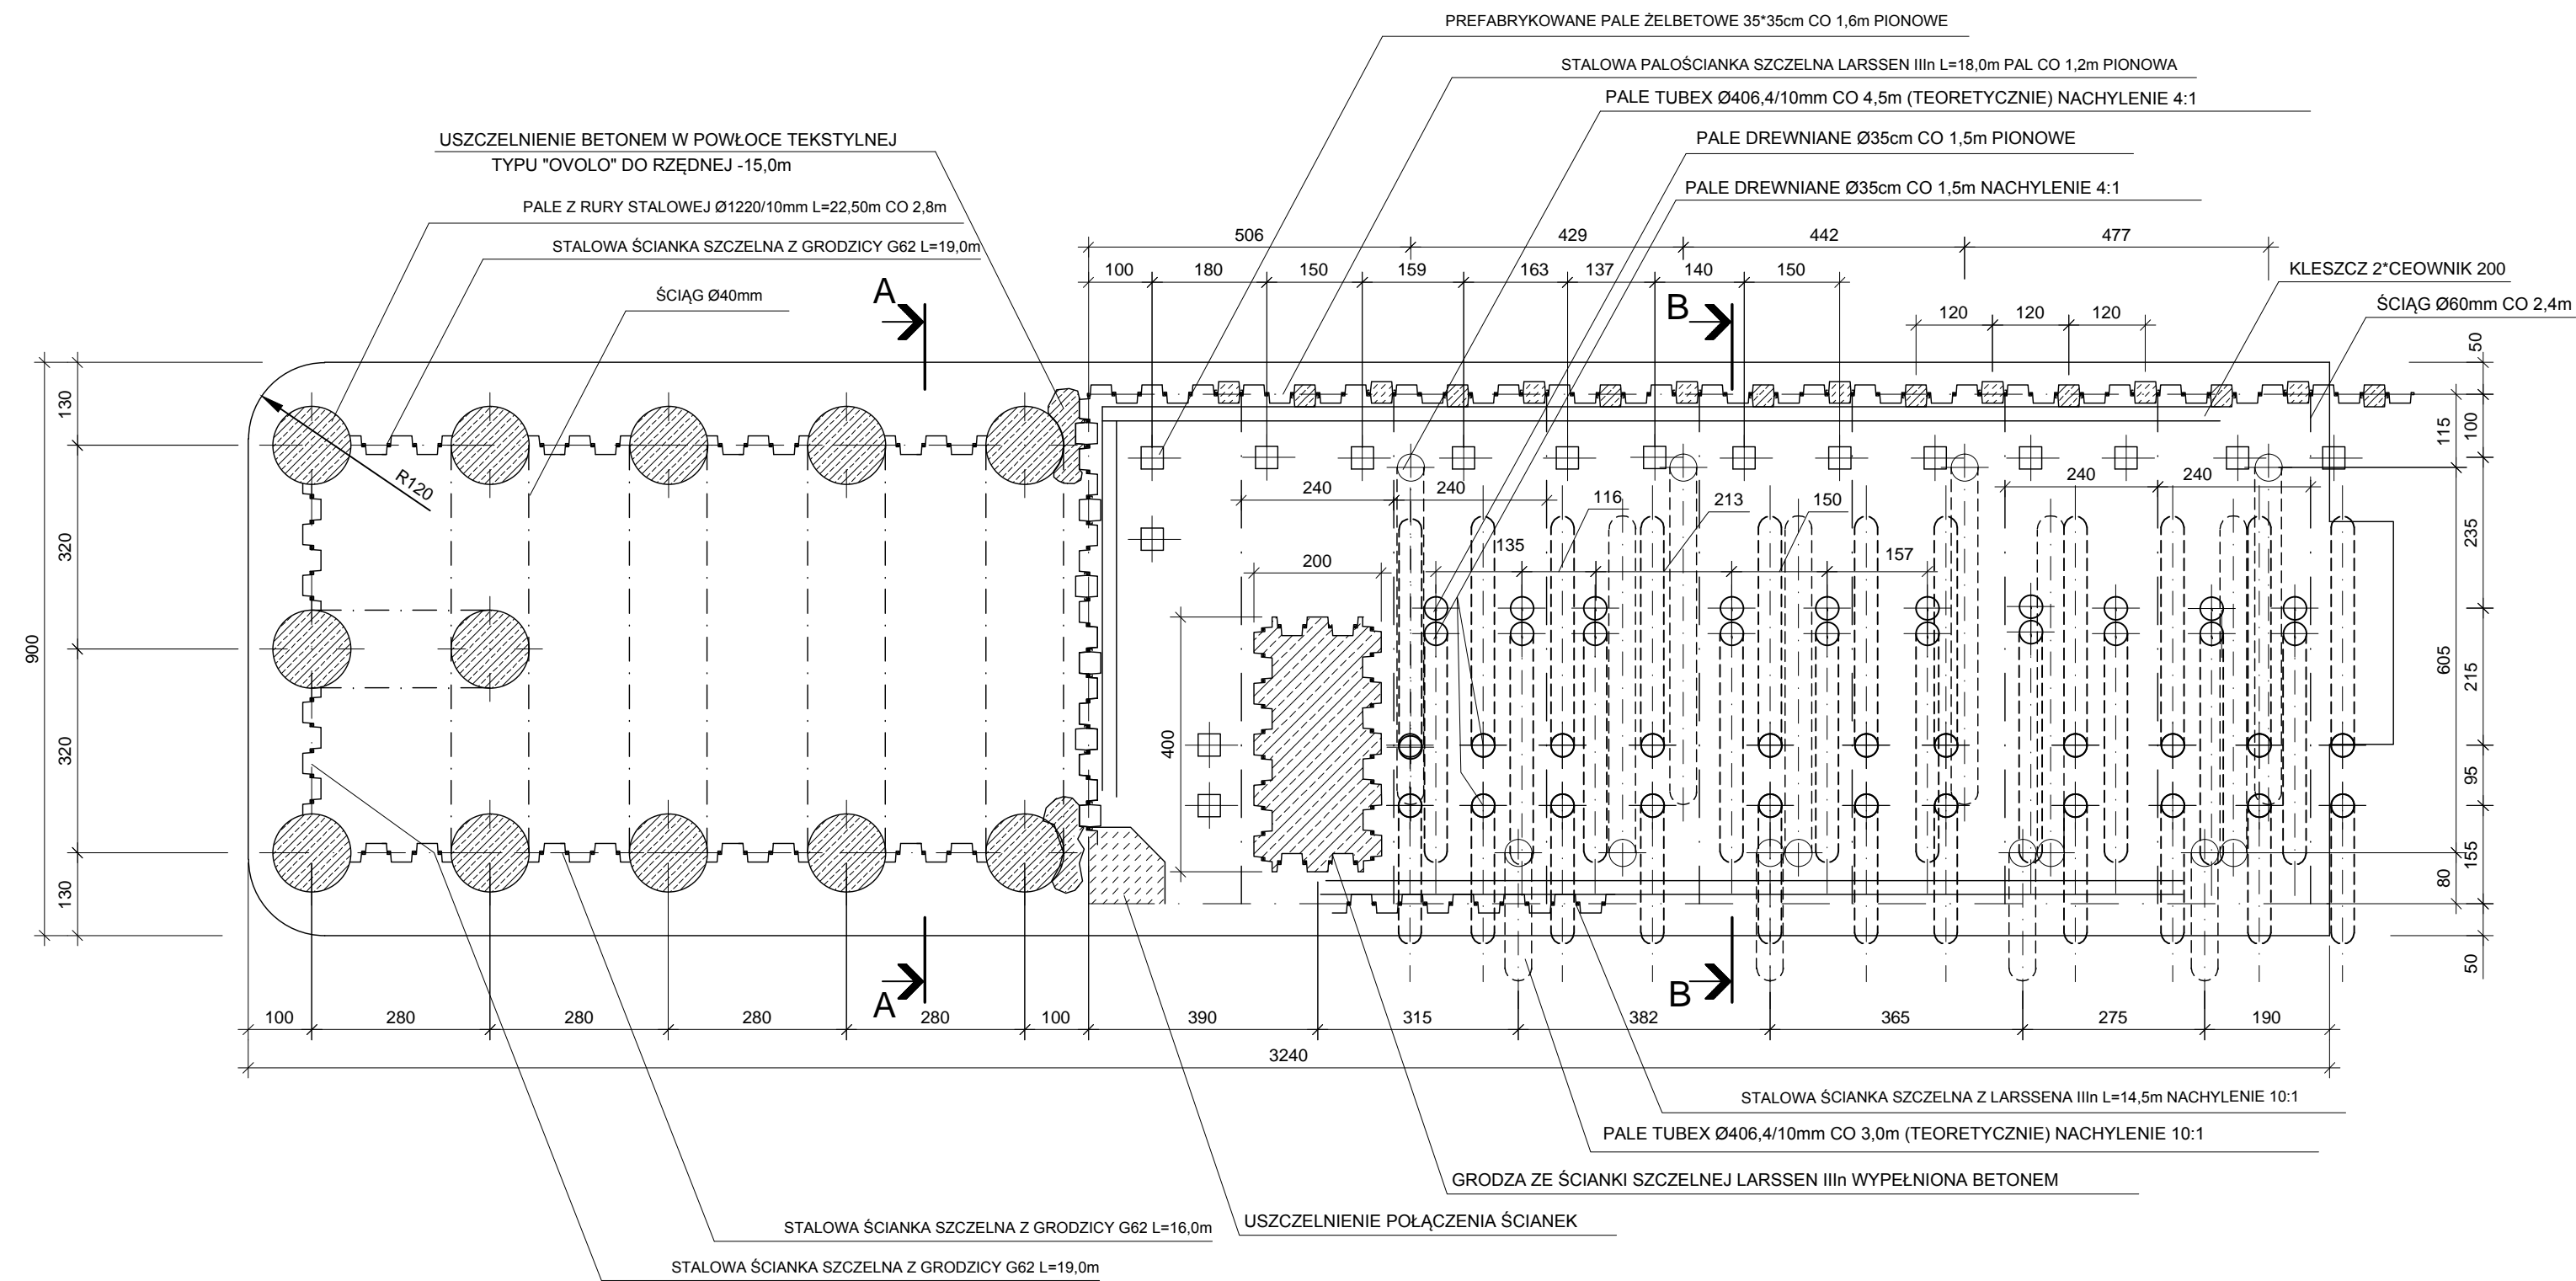 PREFABRYKOWANE PALE ŻELBETOWE 35*35cm CO 1,6m PIONOWE
STALOWA PALOŚCIANKA SZCZELNA LARSSEN IIIn L=18,0m PAL CO 1,2m PIONOWA
PALE TUBEX Ø406,4/10mm CO 4,5m (TEORETYCZNIE) NACHYLENIE 4:1
USZCZELNIENIE BETONEM W POWŁOCE TEKSTYLNEJ
TYPU "OVOLO" DO RZĘDNEJ -15,0m
PALE DREWNIANE Ø35cm CO 1,5m PIONOWE
PALE DREWNIANE Ø35cm CO 1,5m NACHYLENIE 4:1
PALE Z RURY STALOWEJ Ø1220/10mm L=22,50m CO 2,8m
STALOWA ŚCIANKA SZCZELNA Z GRODZICY G62 L=19,0m
506 429 442 477
100 180 150 159 163 137 140 150
KLESZCZ 2*CEOWNIK 200
ŚCIĄG Ø40mm
ŚCIĄG Ø60mm CO 2,4m
A B
120 120 120
50
130
115 100
R120
240 240 240 240
116 213 150
320
235
135 157
200
900
605
215
400
320
95
155
80
130
50
A B
100 280 280 280 280 100 390 315 382 365 275 190
3240
STALOWA ŚCIANKA SZCZELNA Z LARSSENA IIIn L=14,5m NACHYLENIE 10:1
PALE TUBEX Ø406,4/10mm CO 3,0m (TEORETYCZNIE) NACHYLENIE 10:1
GRODZA ZE ŚCIANKI SZCZELNEJ LARSSEN IIIn WYPEŁNIONA BETONEM
USZCZELNIENIE POŁĄCZENIA ŚCIANEK
STALOWA ŚCIANKA SZCZELNA Z GRODZICY G62 L=16,0m
STALOWA ŚCIANKA SZCZELNA Z GRODZICY G62 L=19,0m